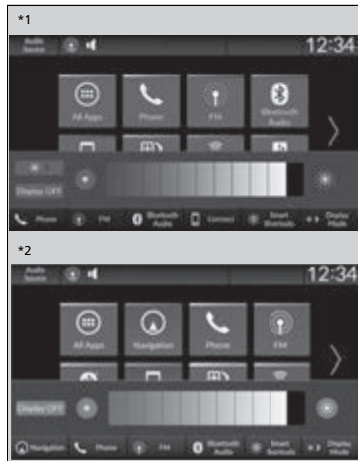 *1
Audio Source
12:34
All Apps Phone FM Bluetooth Audio
Display OFF
Phone FM Bluetooth Audio Connect Smart Shortcuts Display Mode
*2
Audio Source
12:34
All Apps Navigation Phone FM
Display OFF
Navigation Phone FM Bluetooth Audio Smart Shortcuts Display Mode